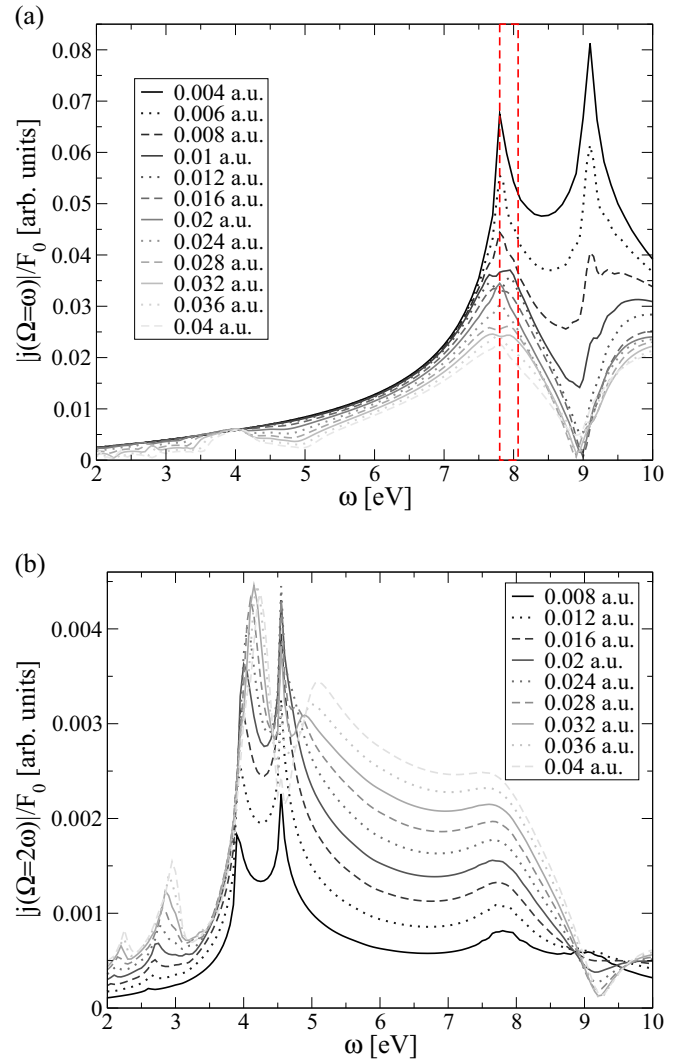 (a)
|j(Ω=ω)|/F₀ [arb. units]
0.08
0.07
0.06
0.05
0.04
0.03
0.02
0.01
0
0.004 a.u.
0.006 a.u.
0.008 a.u.
0.01 a.u.
0.012 a.u.
0.016 a.u.
0.02 a.u.
0.024 a.u.
0.028 a.u.
0.032 a.u.
0.036 a.u.
0.04 a.u.
2 3 4 5 6 7 8 9 10
ω [eV]
(b)
|j(Ω=2ω)|/F₀ [arb. units]
0.004
0.003
0.002
0.001
0
0.008 a.u.
0.012 a.u.
0.016 a.u.
0.02 a.u.
0.024 a.u.
0.028 a.u.
0.032 a.u.
0.036 a.u.
0.04 a.u.
2 3 4 5 6 7 8 9 10
ω [eV]